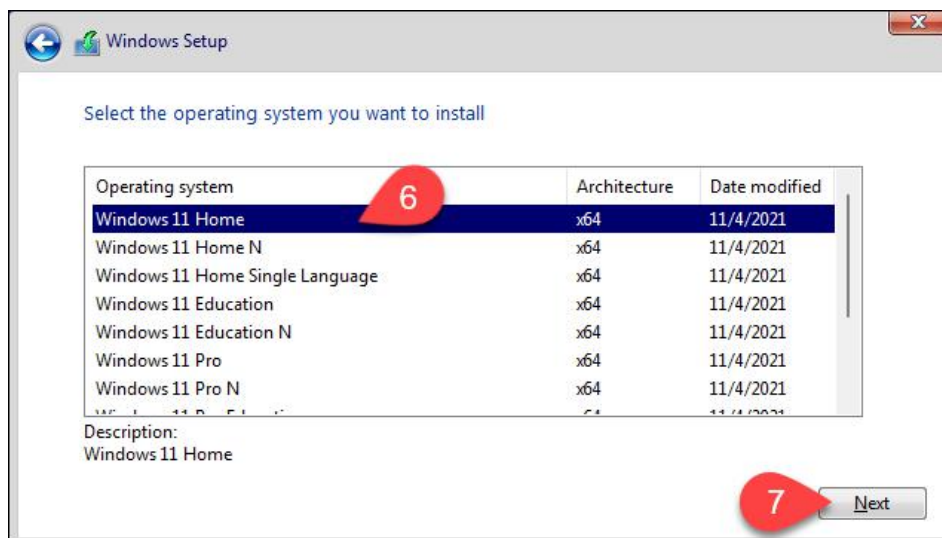 Windows Setup
Select the operating system you want to install
Operating system Architecture Date modified
6
Windows 11 Home x64 11/4/2021
Windows 11 Home N x64 11/4/2021
Windows 11 Home Single Language x64 11/4/2021
Windows 11 Education x64 11/4/2021
Windows 11 Education N x64 11/4/2021
Windows 11 Pro x64 11/4/2021
Windows 11 Pro N x64 11/4/2021
Description:
Windows 11 Home
7 Next